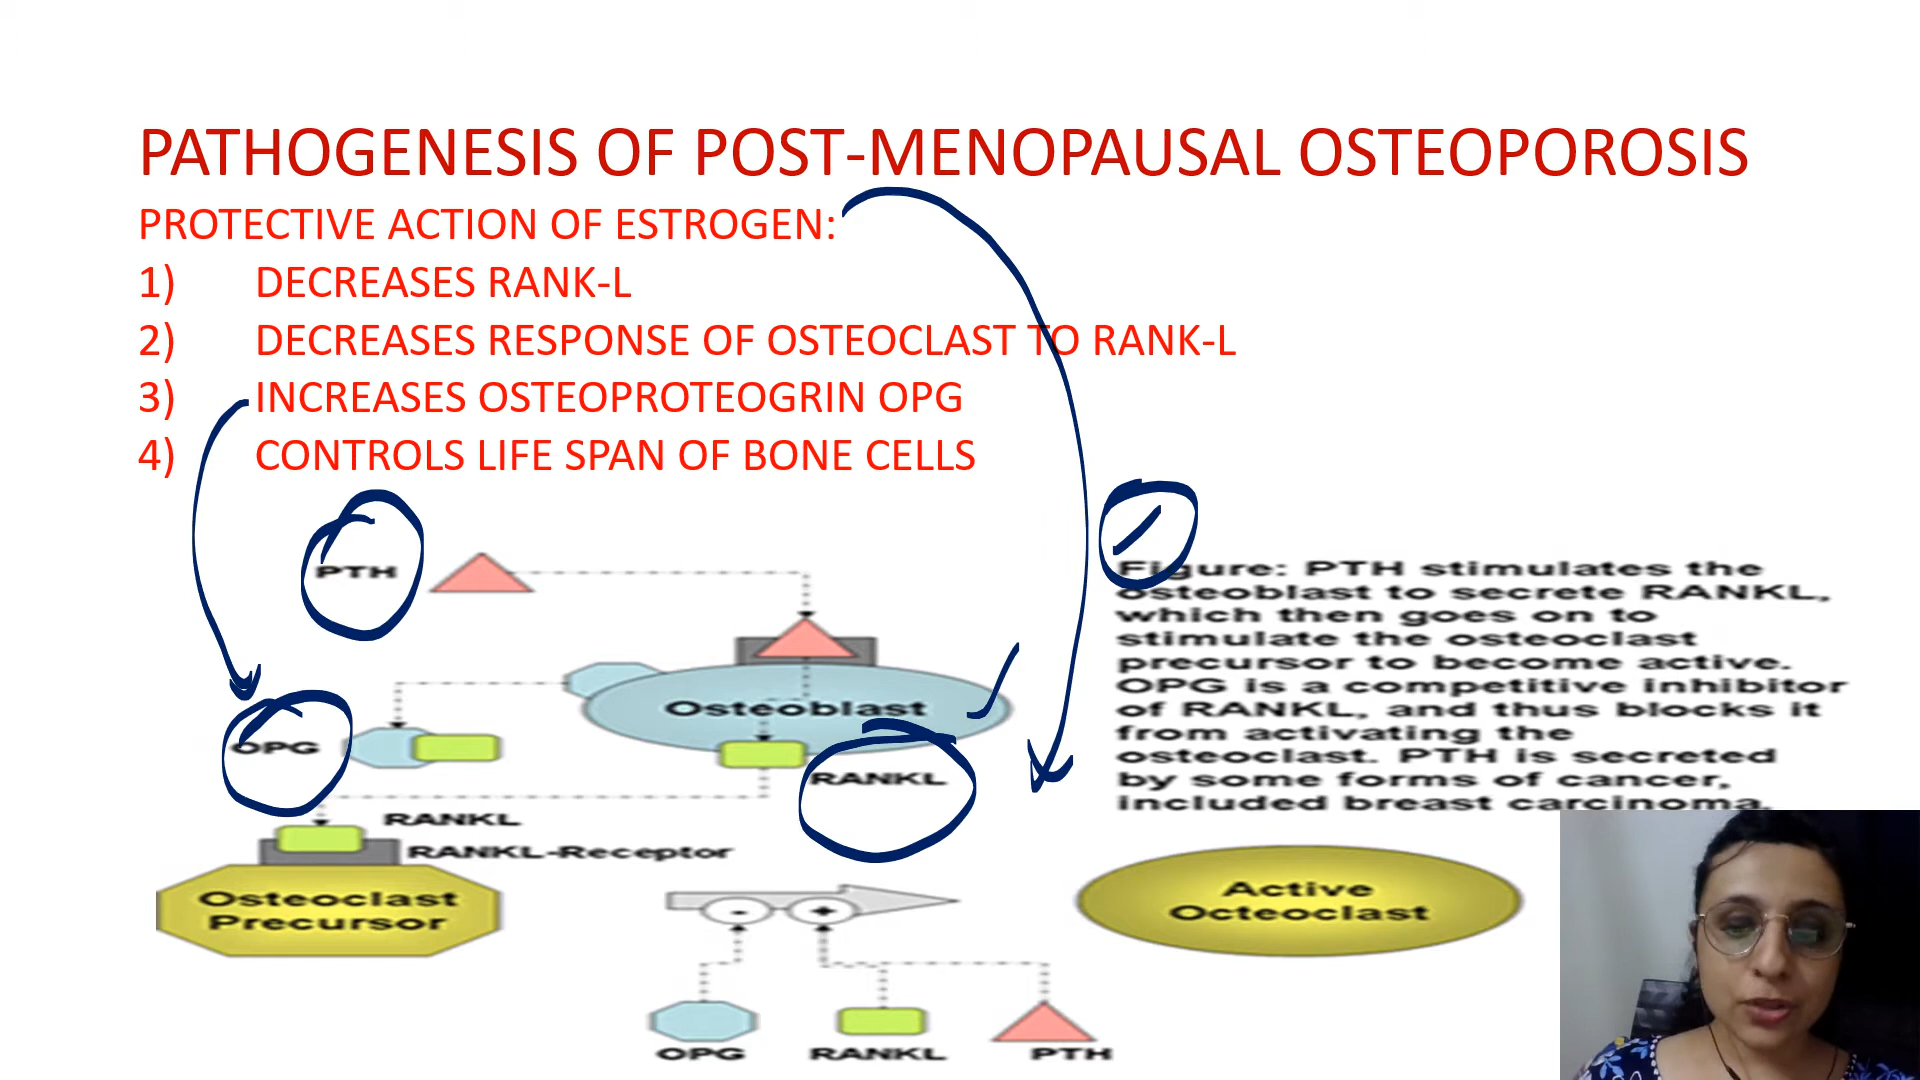 PATHOGENESIS OF POST-MENOPAUSAL OSTEOPOROSIS
PROTECTIVE ACTION OF ESTROGEN:
1) DECREASES RANK-L
2) DECREASES RESPONSE OF OSTEOCLAST TO RANK-L
3) INCREASES OSTEOPROTEOGRIN OPG
4) CONTROLS LIFE SPAN OF BONE CELLS
PTH
Osteoblast
OPG
RANKL
RANKL
RANKL-Receptor
Osteoclast
Precursor
- +
Active
Octeoclast
OPG RANKL PTH
Figure: PTH stimulates the
osteoblast to secrete RANKL,
which then goes on to
stimulate the osteoclast
precursor to become active.
OPG is a competitive inhibitor
of RANKL, and thus blocks it
from activating the
osteoclast. PTH is secreted
by some forms of cancer,
included breast carcinoma.